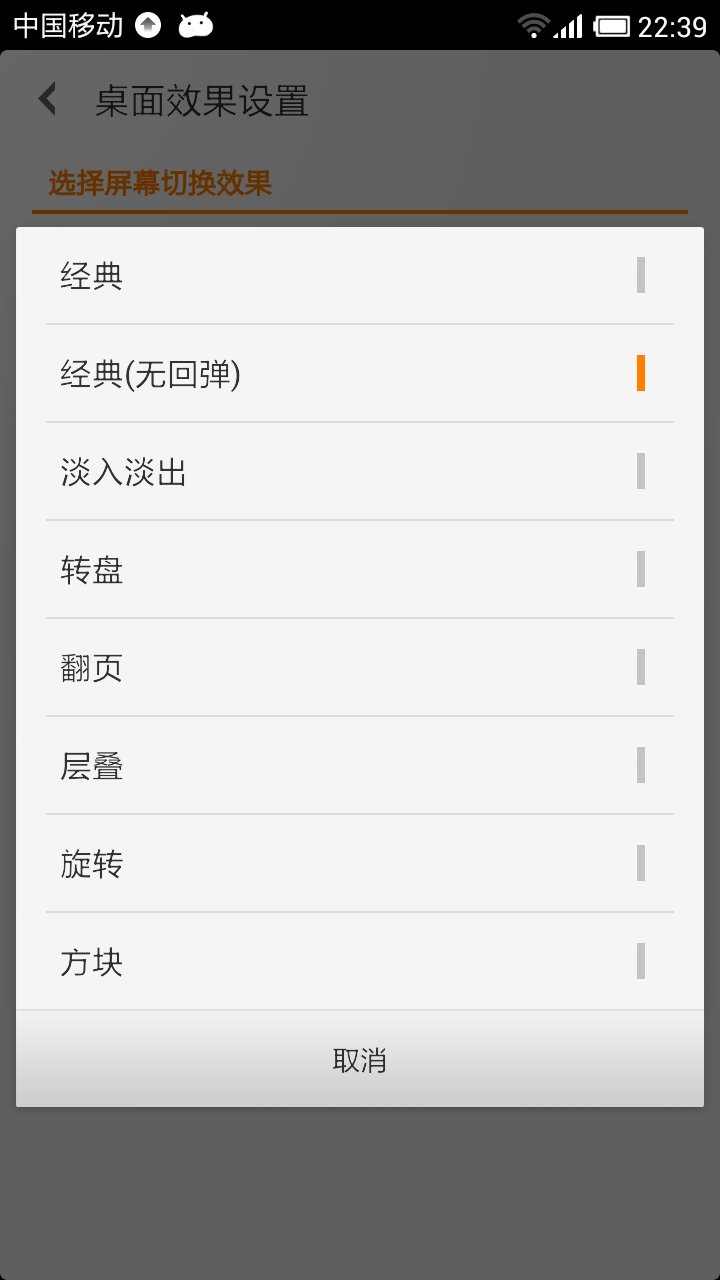 中国移动 22:39
桌面效果设置
选择屏幕切换效果
经典
经典(无回弹)
淡入淡出
转盘
翻页
层叠
旋转
方块
取消